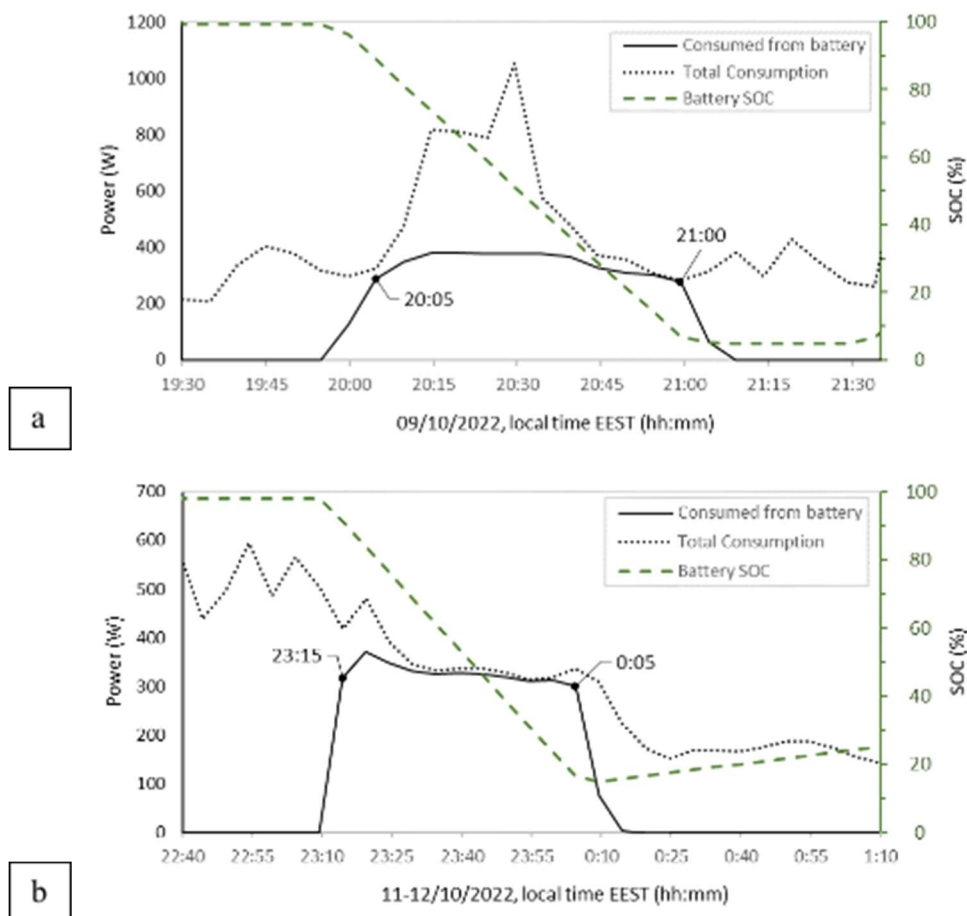 1200
1000
800
600
400
200
0
Power (W)
100
80
60
40
20
0
SOC (%)
Consumed from battery
Total Consumption
Battery SOC
20:05
21:00
19:30 19:45 20:00 20:15 20:30 20:45 21:00 21:15 21:30
09/10/2022, local time EEST (hh:mm)
a
700
600
500
400
300
200
100
0
Power (W)
100
80
60
40
20
0
SOC (%)
Consumed from battery
Total Consumption
Battery SOC
23:15
0:05
22:40 22:55 23:10 23:25 23:40 23:55 0:10 0:25 0:40 0:55 1:10
11-12/10/2022, local time EEST (hh:mm)
b